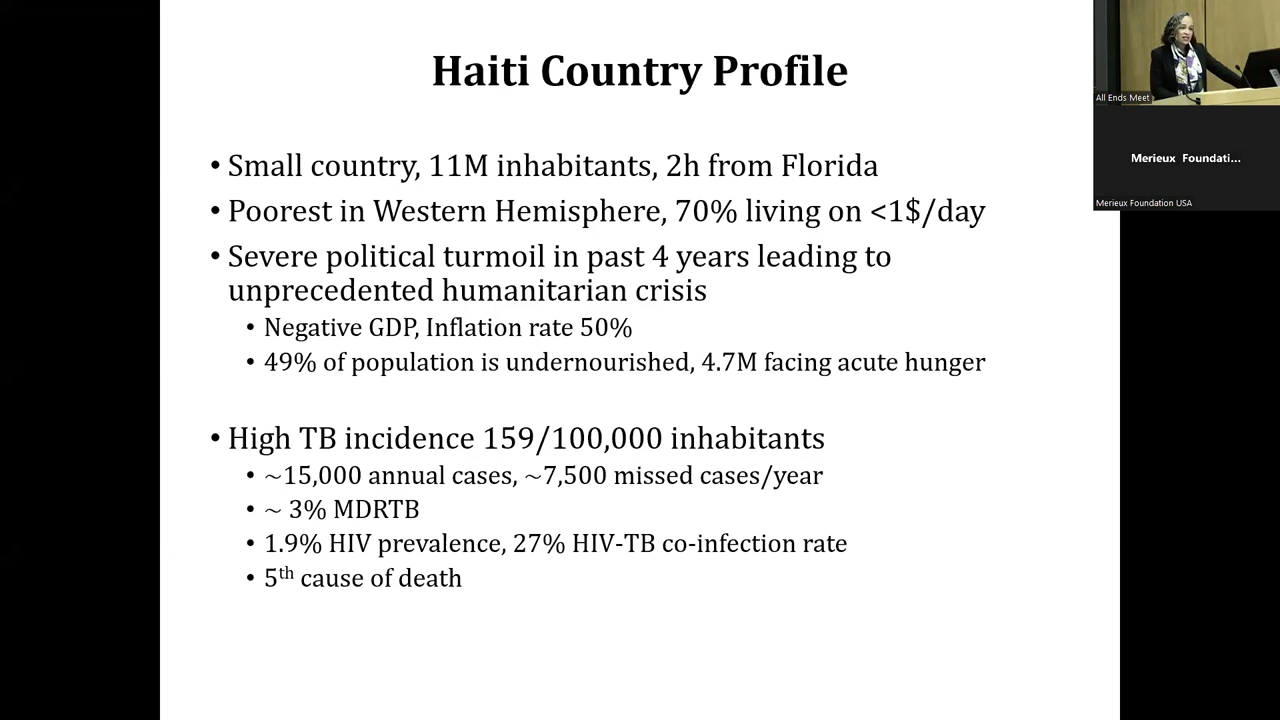 Haiti Country Profile
• Small country, 11M inhabitants, 2h from Florida
• Poorest in Western Hemisphere, 70% living on <1$/day
• Severe political turmoil in past 4 years leading to
unprecedented humanitarian crisis
• Negative GDP, Inflation rate 50%
• 49% of population is undernourished, 4.7M facing acute hunger
• High TB incidence 159/100,000 inhabitants
• ~15,000 annual cases, ~7,500 missed cases/year
• ~ 3% MDRTB
• 1.9% HIV prevalence, 27% HIV-TB co-infection rate
• 5th cause of death
All Ends Meet
Merieux Foundati...
Merieux Foundation USA